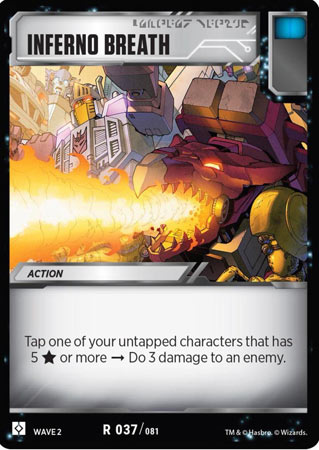 INFERNO BREATH
ACTION
Tap one of your untapped characters that has
5 ★ or more → Do 3 damage to an enemy.
WAVE 2 R 037/081 TM & © Hasbro. © Wizards.